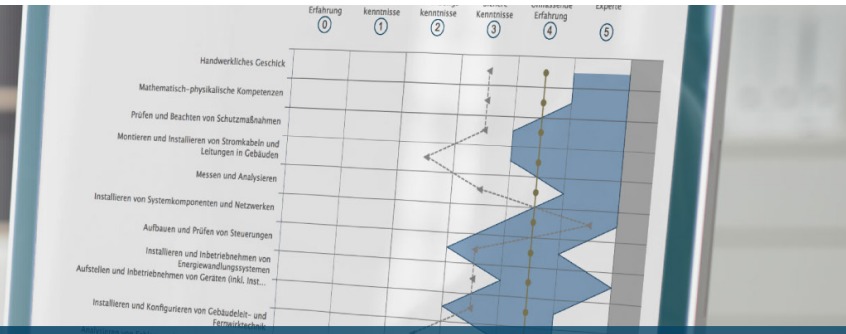 Erfahrung
kenntnisse
kenntnisse
Kenntnisse
Erfahrung
Experte
0
1
2
3
4
5
Handwerkliches Geschick
Mathematisch-physikalische Kompetenzen
Prüfen und Beachten von Schutzmaßnahmen
Montieren und Installieren von Stromkabeln und
Leitungen in Gebäuden
Messen und Analysieren
Installieren von Systemkomponenten und Netzwerken
Aufbauen und Prüfen von Steuerungen
Installieren und Inbetriebnehmen von
Energiewandlungssystemen
Aufstellen und Inbetriebnehmen von Geräten (inkl. Inst...
Installieren und Konfigurieren von Gebäudeleit- und
Fernwirktechnik